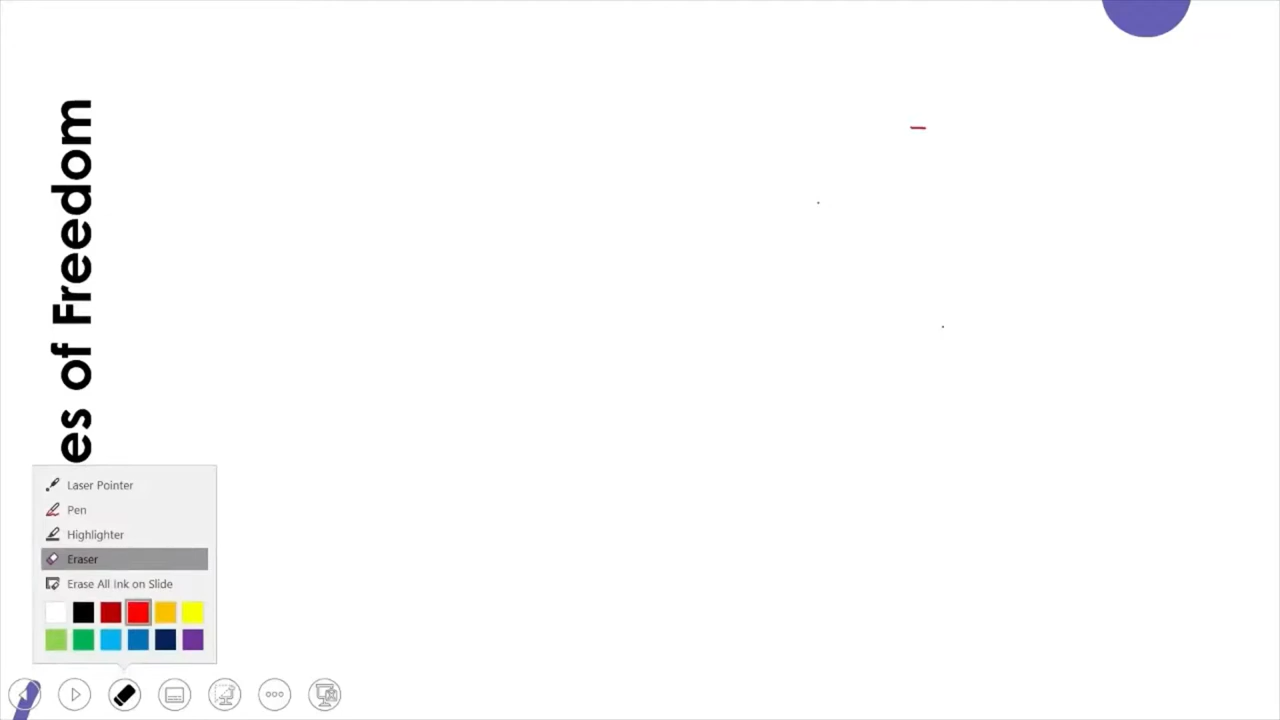 es of Freedom
Laser Pointer
Pen
Highlighter
Eraser
Erase All Ink on Slide